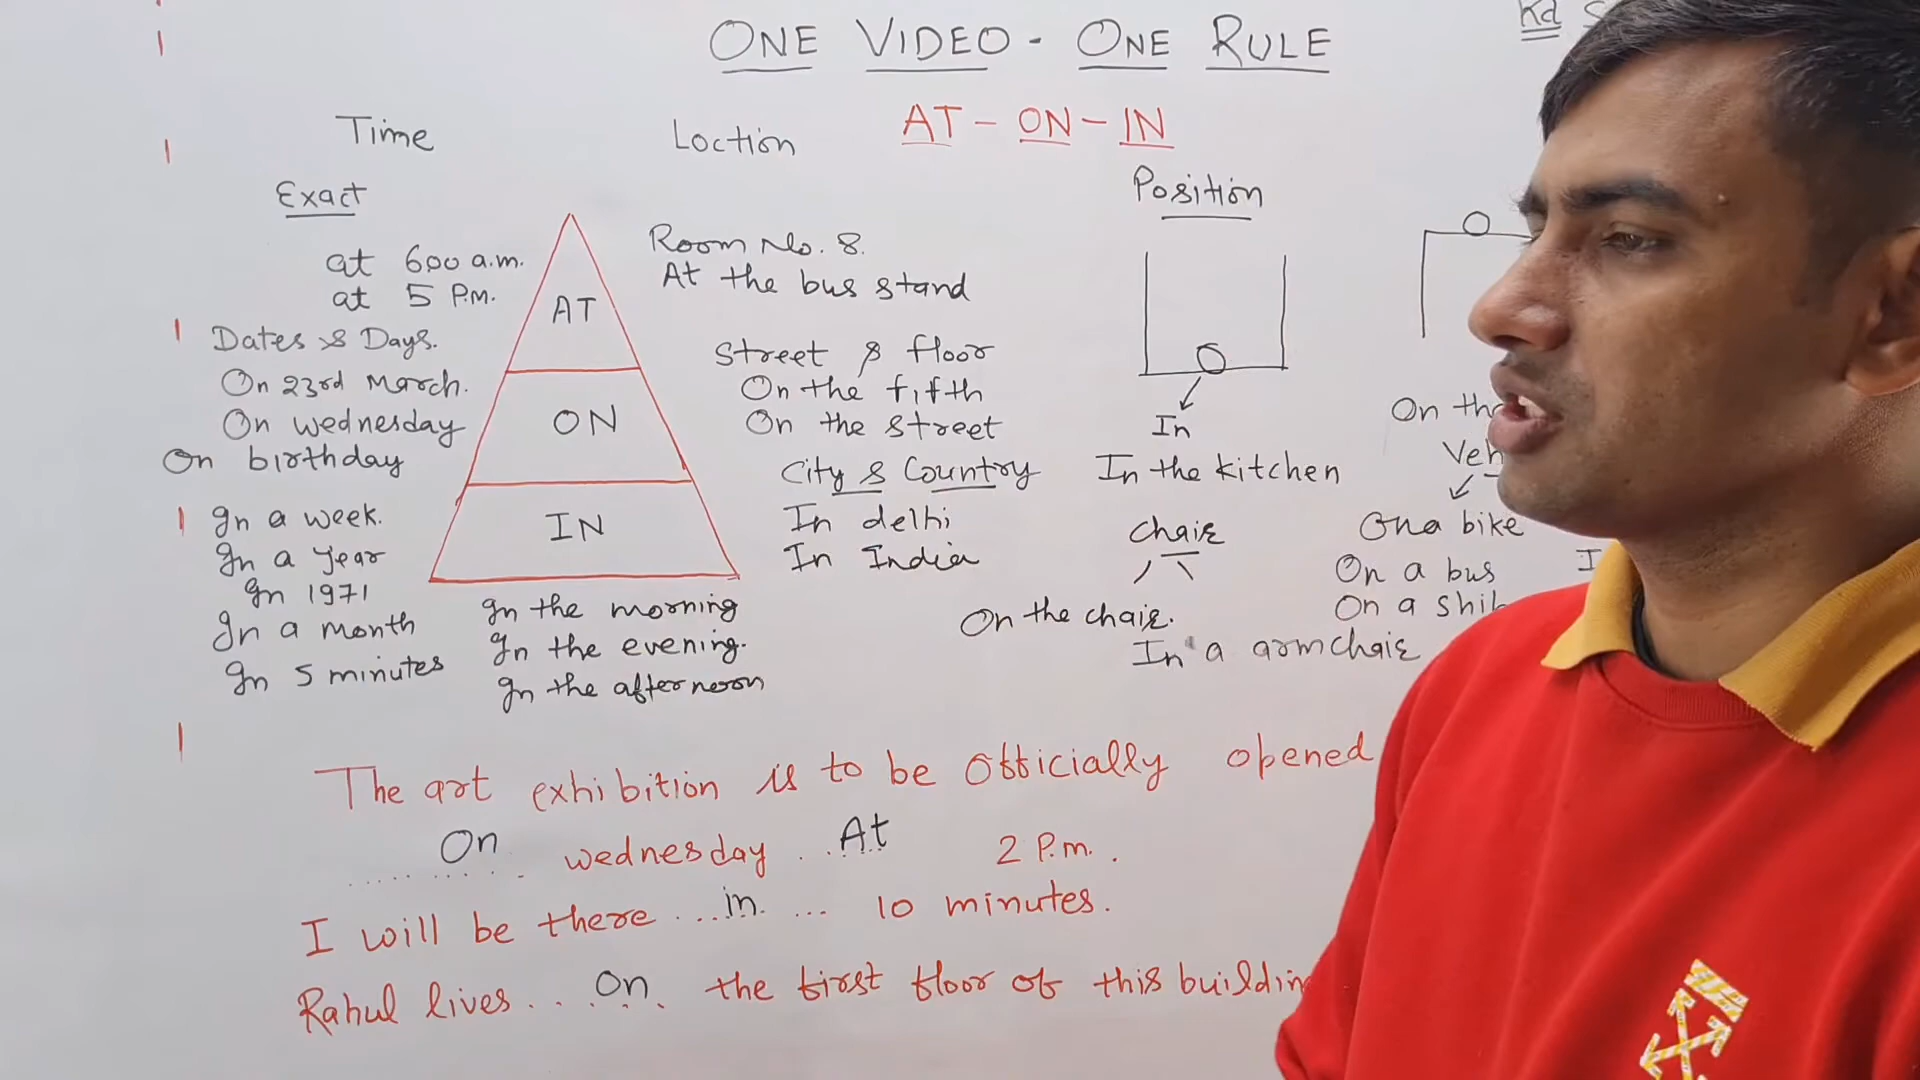 ONE VIDEO - ONE RULE
Kd
AT - ON - IN
Time
Loction
Exact
Position
at 6:00 a.m.
at 5 P.m.
Room No. 8.
At the bus stand
AT
Dates & Days.
On 23rd March.
On wednesday
On birthday
ON
Street & floor
On the fifth
On the street
City & Country
In delhi
In India
IN
In a week.
In a year
In 1971
In a month
In 5 minutes
In the morning
In the evening.
In the afternoon
In
In the kitchen
Chair
On the chair.
In a armchair
On the
Veh
On a bike
On a bus
On a ship
I
The art exhibition is to be Officially opened
On wednesday At 2 P.m.
I will be there ...in... 10 minutes.
Rahul lives... On. the first floor of this building